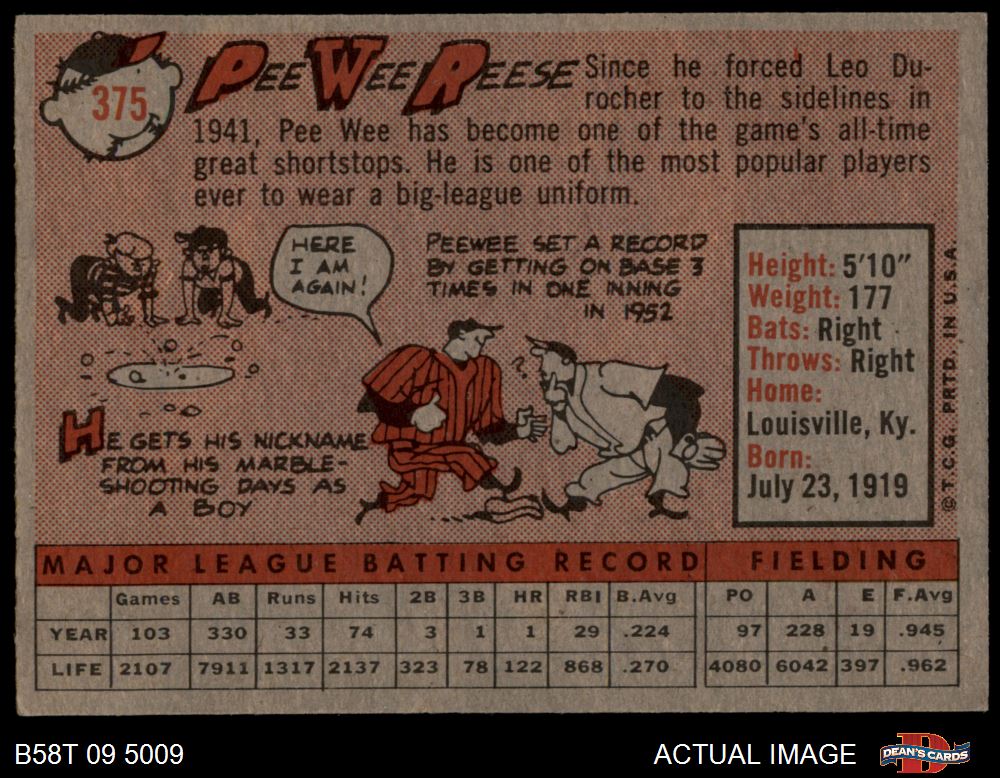 375
PEE WEE REESE
Since he forced Leo Du-
rocher to the sidelines in
1941, Pee Wee has become one of the game's all-time
great shortstops. He is one of the most popular players
ever to wear a big-league uniform.
HERE
I AM
AGAIN!
PEEWEE SET A RECORD
BY GETTING ON BASE 3
TIMES IN ONE INNING
IN 1952
?
HE GETS HIS NICKNAME
FROM HIS MARBLE-
SHOOTING DAYS AS
A BOY
Height: 5'10"
Weight: 177
Bats: Right
Throws: Right
Home:
Louisville, Ky.
Born:
July 23, 1919
© T.C.G. PRTD. IN U.S.A.
MAJOR LEAGUE BATTING RECORD FIELDING
Games AB Runs Hits 2B 3B HR RBI B.Avg PO A E F.Avg
YEAR 103 330 33 74 3 1 1 29 .224 97 228 19 .945
LIFE 2107 7911 1317 2137 323 78 122 868 .270 4080 6042 397 .962
B58T 09 5009
ACTUAL IMAGE
D
DEAN'S CARDS